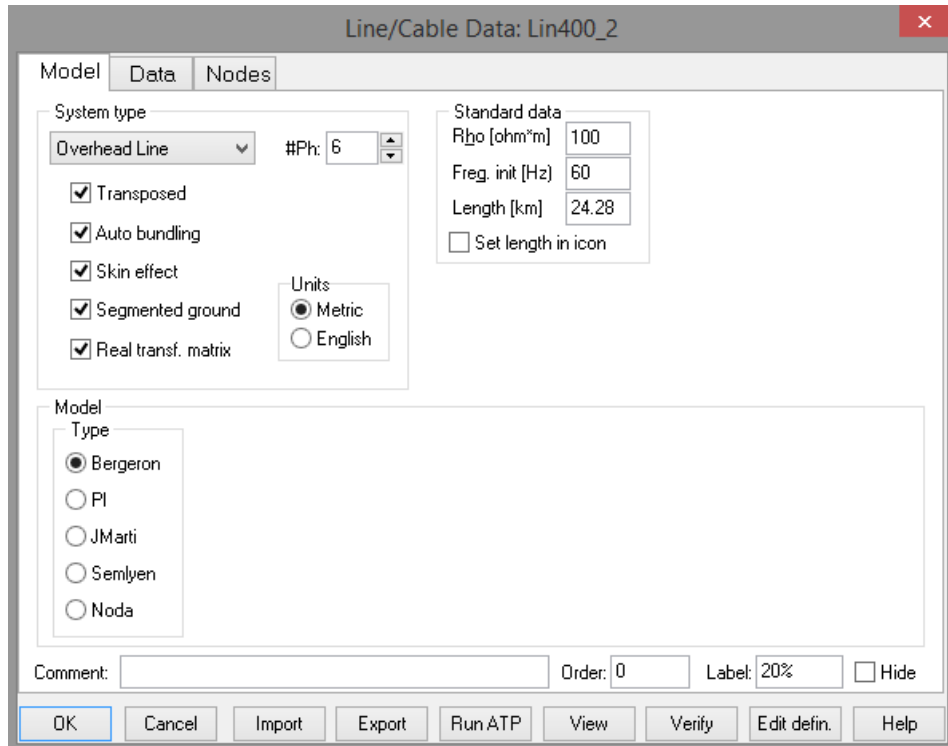 Line/Cable Data: Lin400_2
Model
Data
Nodes
System type
Overhead Line
#Ph: 6
Transposed
Auto bundling
Skin effect
Segmented ground
Real transf. matrix
Units
Metric
English
Standard data
Rho [ohm*m] 100
Freq. init [Hz] 60
Length [km] 24.28
Set length in icon
Model
Type
Bergeron
PI
JMarti
Semlyen
Noda
Comment:
Order: 0
Label: 20%
Hide
OK
Cancel
Import
Export
Run ATP
View
Verify
Edit defin.
Help